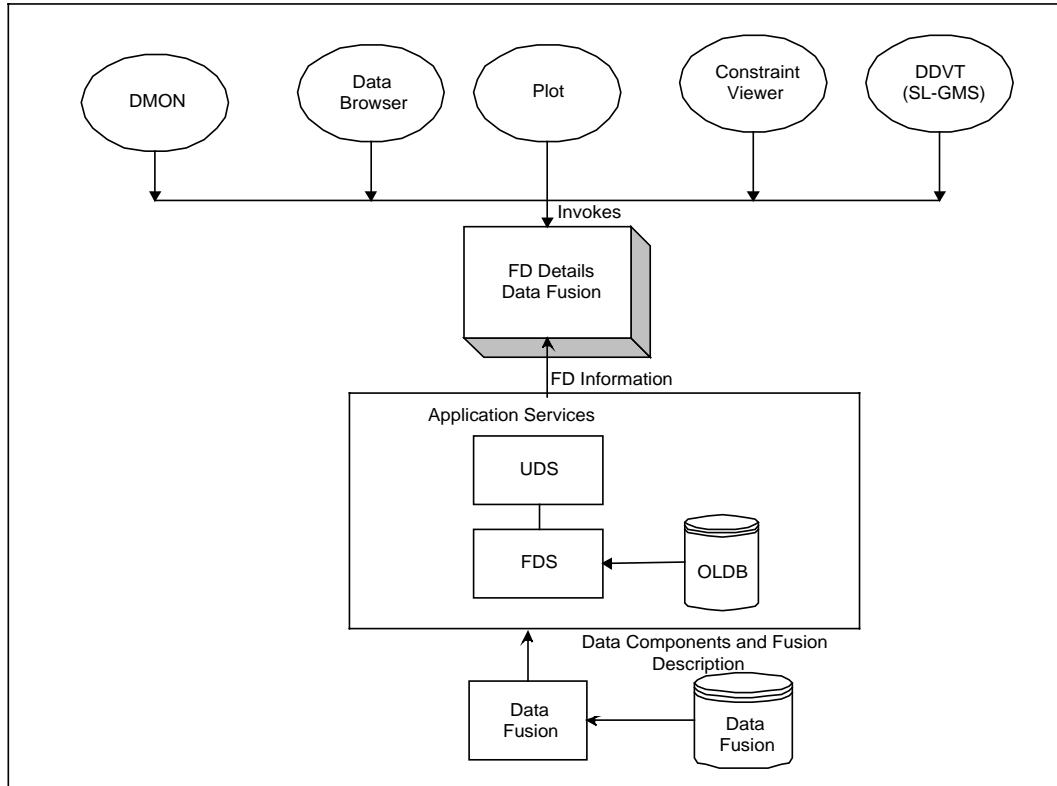 DMON
Data
Browser
Plot
Constraint
Viewer
DDVT
(SL-GMS)
Invokes
FD Details
Data Fusion
FD Information
Application Services
UDS
FDS
OLDB
Data Components and Fusion
Description
Data
Fusion
Data
Fusion